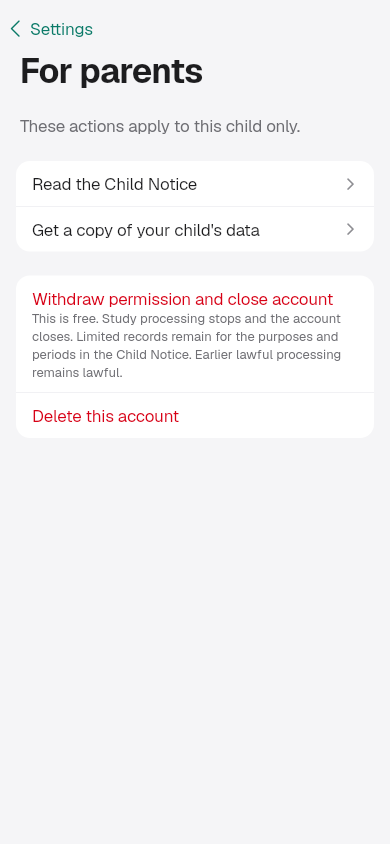 Settings
For parents
These actions apply to this child only.
Read the Child Notice
Get a copy of your child's data
Withdraw permission and close account
This is free. Study processing stops and the account
closes. Limited records remain for the purposes and
periods in the Child Notice. Earlier lawful processing
remains lawful.
Delete this account